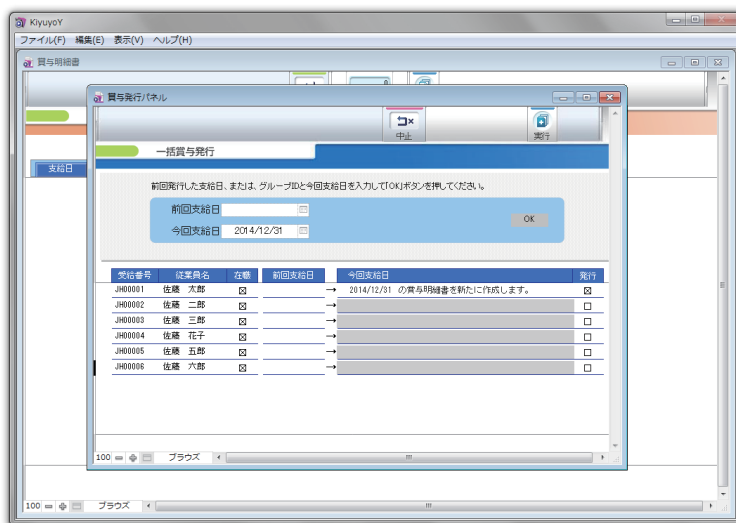 KiyuyoY
ファイル(F) 編集(E) 表示(V) ヘルプ(H)
賞与明細書
賞与発行パネル
中止 実行
一括賞与発行
支給日
前回発行した支給日、または、グループIDと今回支給日を入力して「OK」ボタンを押してください。
前回支給日
OK
今回支給日 2014/12/31
受給番号 従業員名 在職 前回支給日 今回支給日 発行
JH00001 佐藤 太郎 → 2014/12/31 の賞与明細書を新たに作成します。
JH00002 佐藤 二郎 →
JH00003 佐藤 三郎 →
JH00004 佐藤 花子 →
JH00005 佐藤 五郎 →
JH00006 佐藤 六郎 →
100 ブラウズ
100 ブラウズ